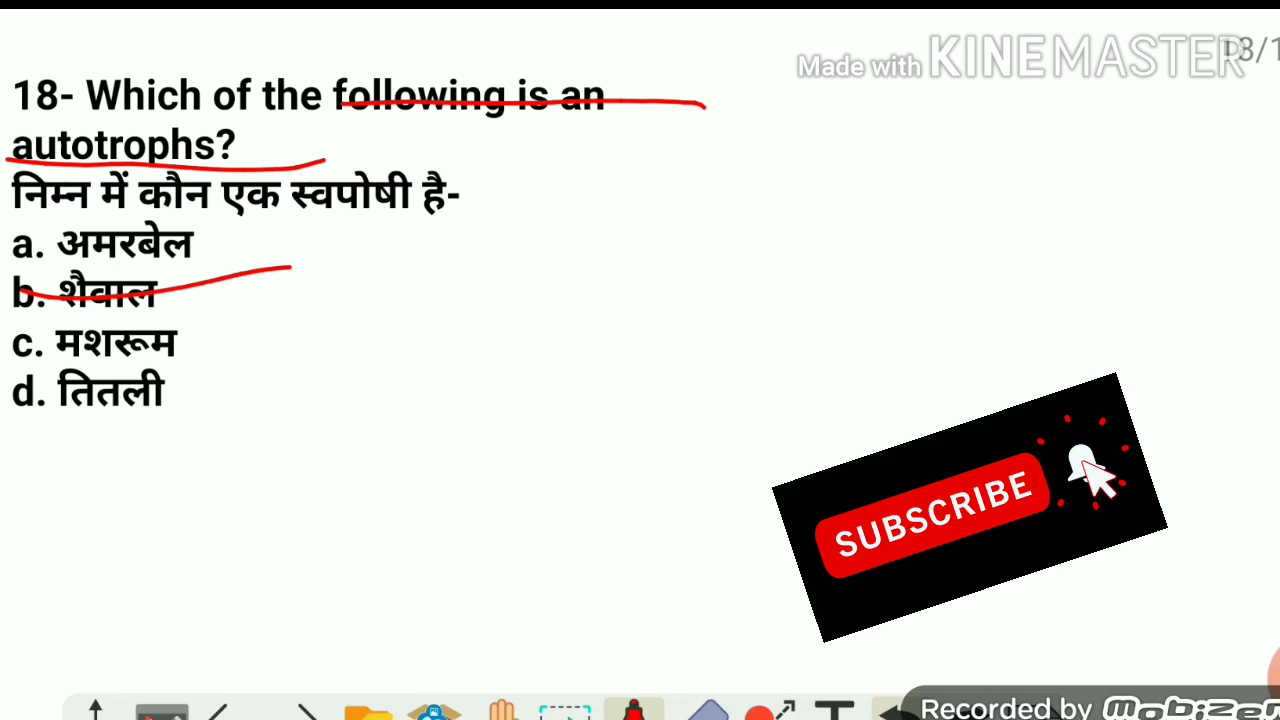 Made with KINEMASTER
18- Which of the following is an
autotrophs?
निम्न में कौन एक स्वपोषी है-
a. अमरबेल
b. शैवाल
c. मशरूम
d. तितली
SUBSCRIBE
Recorded by